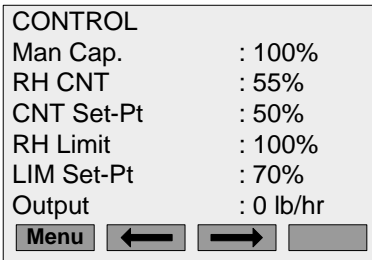 CONTROL
Man Cap. : 100%
RH CNT : 55%
CNT Set-Pt : 50%
RH Limit : 100%
LIM Set-Pt : 70%
Output : 0 lb/hr
Menu